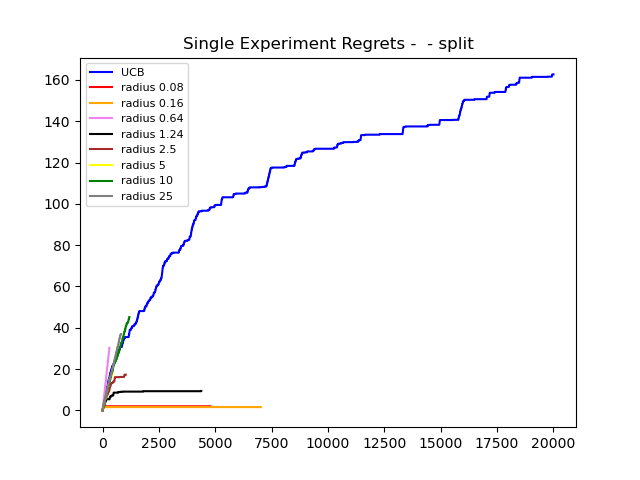 Single Experiment Regrets -  - split
UCB
radius 0.08
radius 0.16
radius 0.64
radius 1.24
radius 2.5
radius 5
radius 10
radius 25
160
140
120
100
80
60
40
20
0
0 2500 5000 7500 10000 12500 15000 17500 20000